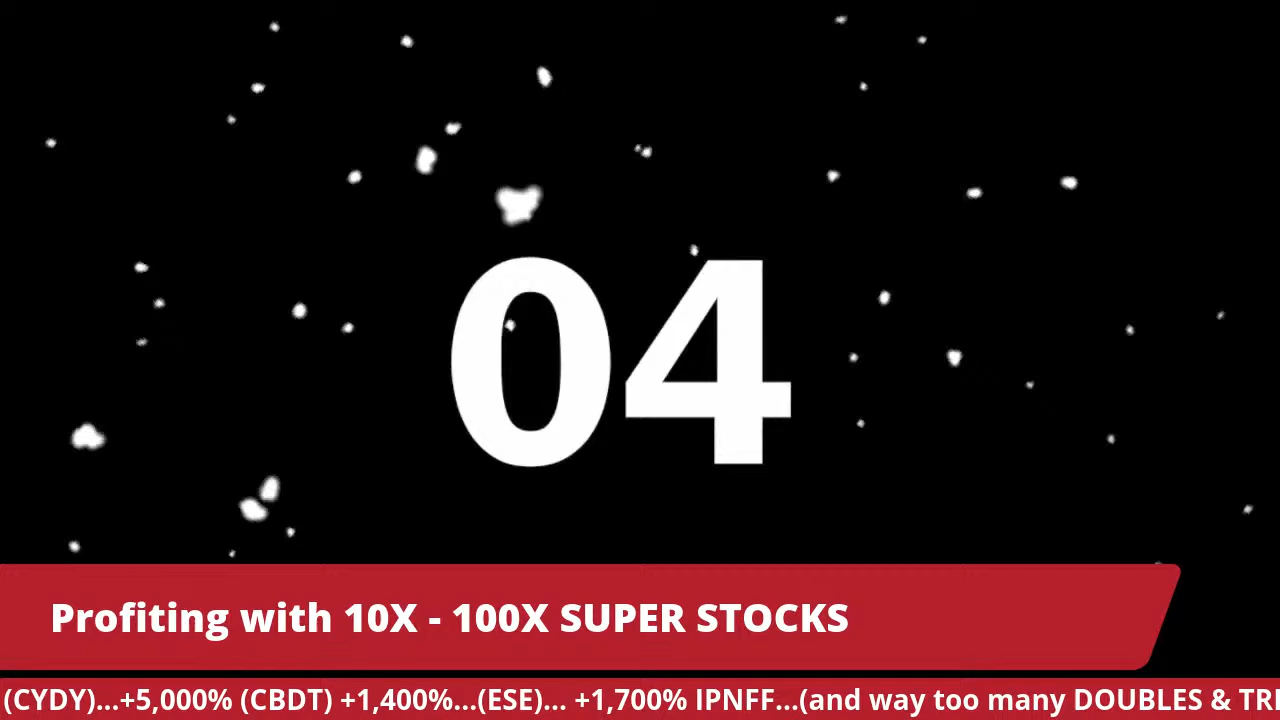 04
Profiting with 10X - 100X SUPER STOCKS
(CYDY)...+5,000% (CBDT) +1,400%...(ESE)... +1,700% IPNFF...(and way too many DOUBLES & TRI